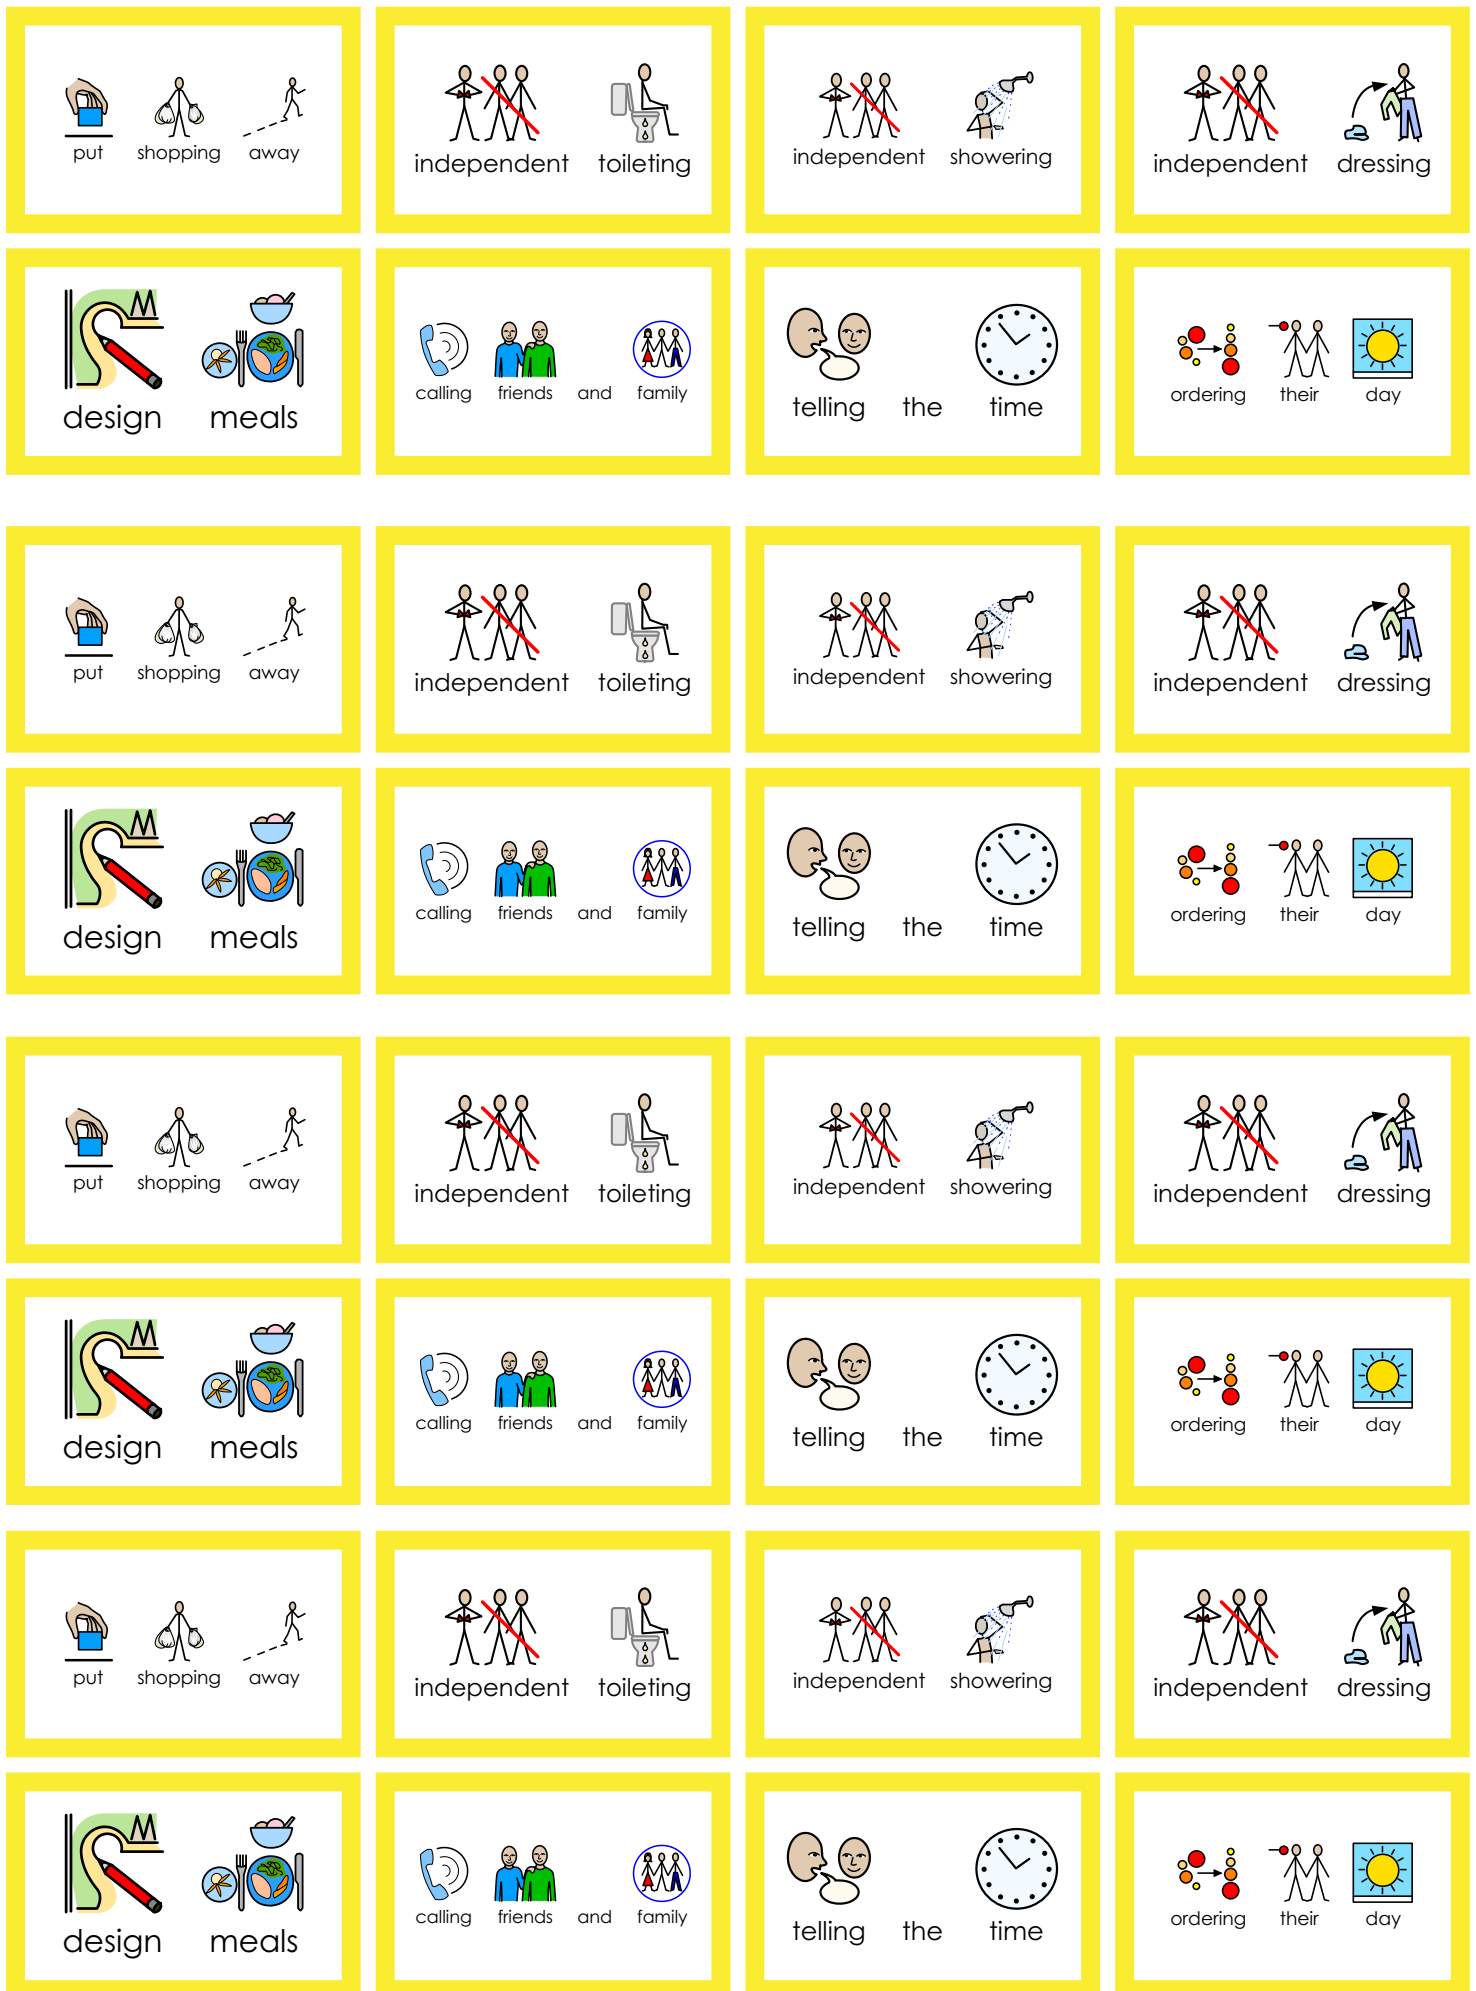 put shopping away
independent toileting
independent showering
independent dressing
design meals
calling friends and family
telling the time
ordering their day
put shopping away
independent toileting
independent showering
independent dressing
design meals
calling friends and family
telling the time
ordering their day
put shopping away
independent toileting
independent showering
independent dressing
design meals
calling friends and family
telling the time
ordering their day
put shopping away
independent toileting
independent showering
independent dressing
design meals
calling friends and family
telling the time
ordering their day